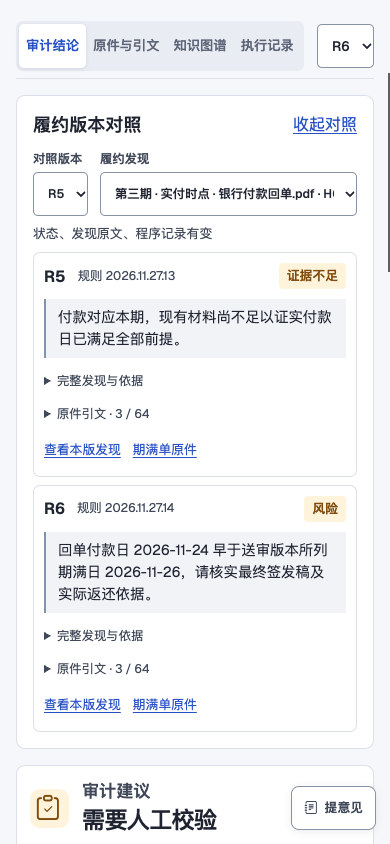 审计结论 原件与引文 知识图谱 执行记录 R6
履约版本对照 收起对照
对照版本 履约发现
R5 第三期 · 实付时点 · 银行付款回单.pdf ·
状态、发现原文、程序记录有变
R5 规则 2026.11.27.13 证据不足
付款对应本期，现有材料尚不足以证实付款
日已满足全部前提。
▶ 完整发现与依据
▶ 原件引文 · 3 / 64
查看本版发现 期满单原件
R6 规则 2026.11.27.14 风险
回单付款日 2026-11-24 早于送审版本所列
期满日 2026-11-26，请核实最终签发稿及
实际返还依据。
▶ 完整发现与依据
▶ 原件引文 · 3 / 64
查看本版发现 期满单原件
审计建议
需要人工校验
提意见